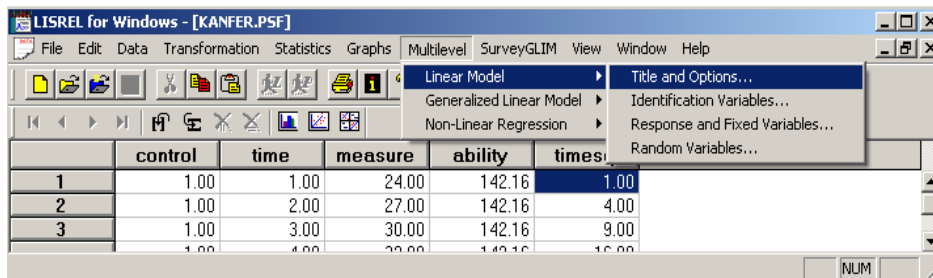 LISREL for Windows - [KANFER.PSF]
File Edit Data Transformation Statistics Graphs Multilevel SurveyGLIM View Window Help
Linear Model Title and Options...
Generalized Linear Model Identification Variables...
Non-Linear Regression Response and Fixed Variables...
Random Variables...
control time measure ability times
1 1.00 1.00 24.00 142.16 1.00
2 1.00 2.00 27.00 142.16 4.00
3 1.00 3.00 30.00 142.16 9.00
NUM